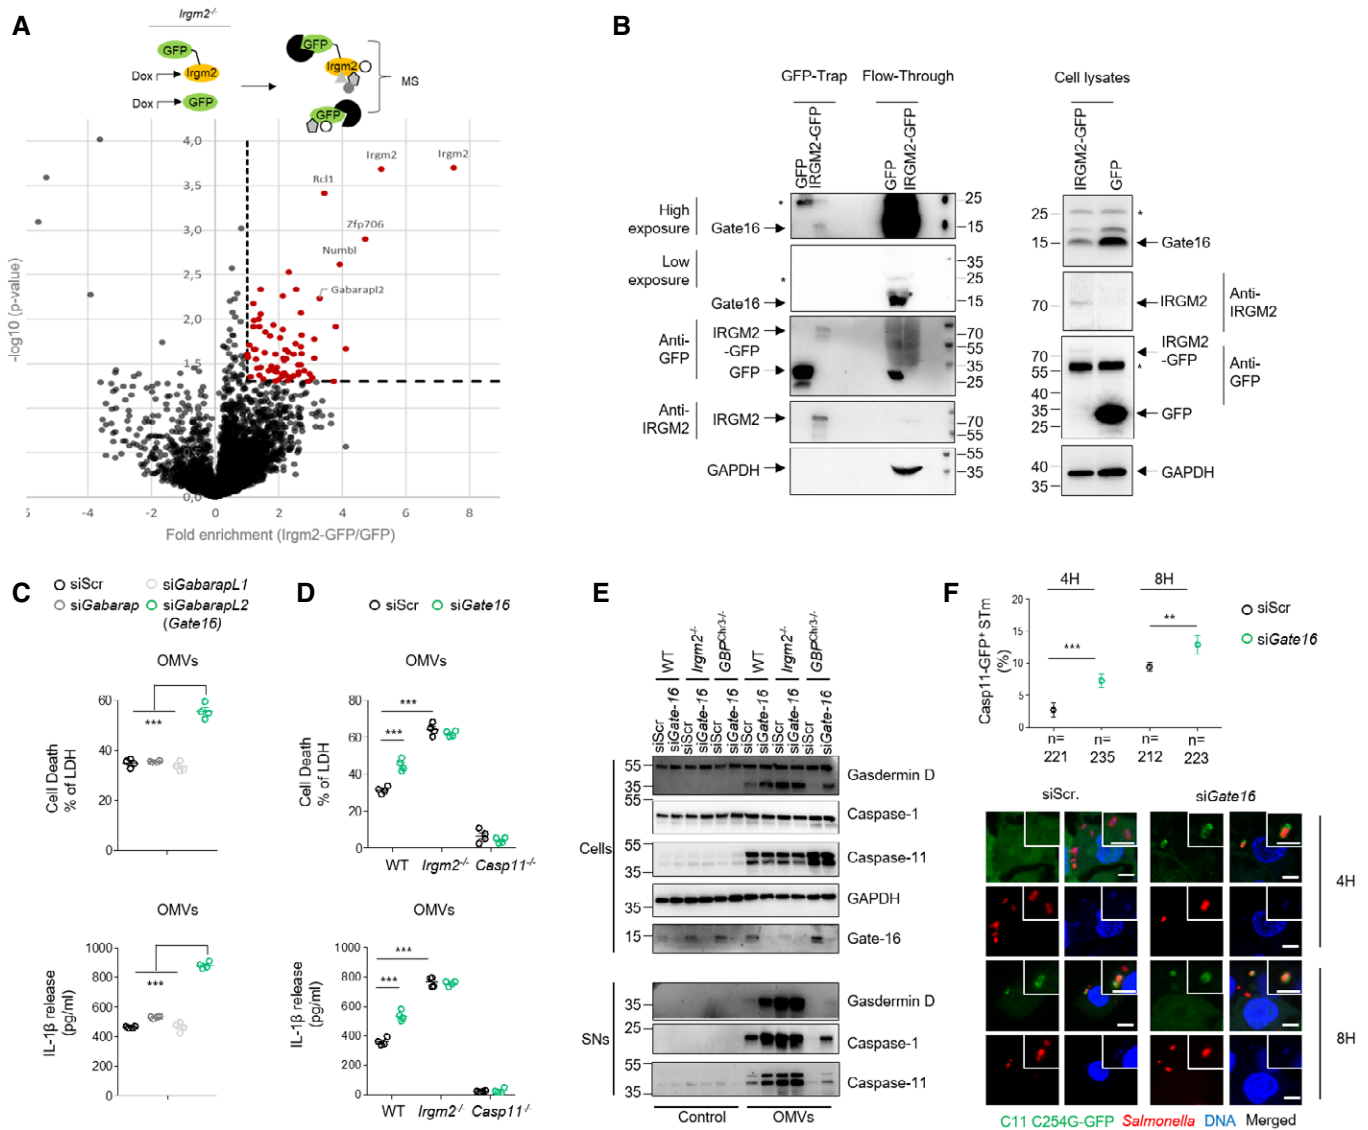 A
Irgm2-/-
GFP
Irgm2
Dox
Dox
GFP
GFP
Irgm2
GFP
MS
4,0
3,5
3,0
2,5
2,0
1,5
1,0
0,5
0,0
-log10 (p-value)
Irgm2
Irgm2
Rcl1
Zfp706
Numbl
Gabarapl2
-4
-2
0
2
4
6
8
Fold enrichment (Irgm2-GFP/GFP)
B
GFP-Trap
Flow-Through
Cell lysates
GFP
IRGM2-GFP
GFP
IRGM2-GFP
IRGM2-GFP
GFP
High
exposure
*
Gate16
25
15
Low
exposure
*
Gate16
35
25
15
Anti-
GFP
IRGM2
-GFP
GFP
70
55
35
25
Anti-
IRGM2
IRGM2
70
55
GAPDH
55
35
25
15
*
Gate16
70
IRGM2
Anti-
IRGM2
70
55
40
35
25
IRGM2
-GFP
*
GFP
Anti-
GFP
40
35
GAPDH
C
siScr
siGabarapL1
siGabarap
siGabarapL2
(Gate16)
OMVs
Cell Death
% of LDH
60
40
20
0
***
OMVs
IL-1β release
(pg/ml)
1000
800
600
400
200
0
***
D
siScr
siGate16
OMVs
Cell Death
% of LDH
80
60
40
20
0
***
***
WT
Irgm2-/-
Casp11-/-
OMVs
IL-1β release
(pg/ml)
1000
800
600
400
200
0
***
***
WT
Irgm2-/-
Casp11-/-
E
WT
Irgm2-/-
GBPChr3-/-
WT
Irgm2-/-
GBPChr3-/-
siScr
siGate-16
siScr
siGate-16
siScr
siGate-16
siScr
siGate-16
siScr
siGate-16
siScr
siGate-16
Cells
55
35
Gasdermin D
55
Caspase-1
55
35
Caspase-11
35
GAPDH
15
Gate-16
SNs
35
Gasdermin D
25
Caspase-1
55
35
Caspase-11
Control
OMVs
F
4H
8H
Casp11-GFP+ STm
(%)
20
15
10
5
0
***
**
n=
221
n=
235
n=
212
n=
223
siScr
siGate16
siScr.
siGate16
4H
8H
C11 C254G-GFP Salmonella DNA Merged